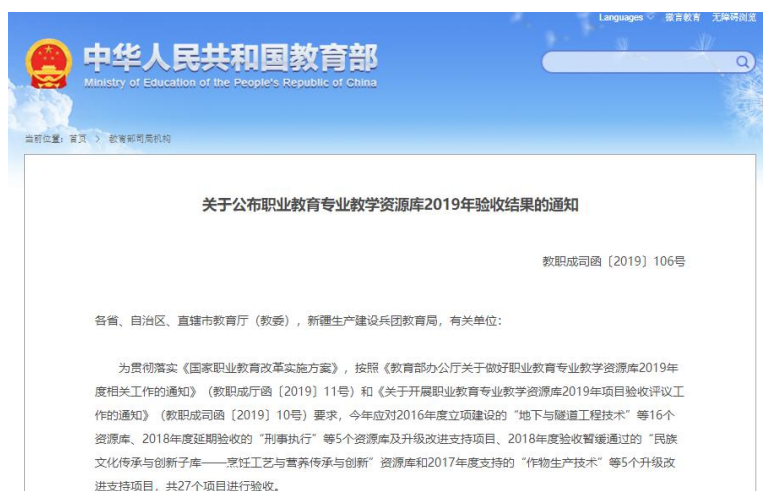 Languages 微言教育 无障碍浏览
中华人民共和国教育部
Ministry of Education of the People's Republic of China
当前位置：首页 > 教育部司局机构
关于公布职业教育专业教学资源库2019年验收结果的通知
教职成司函〔2019〕106号
各省、自治区、直辖市教育厅（教委），新疆生产建设兵团教育局，有关单位：
为贯彻落实《国家职业教育改革实施方案》，按照《教育部办公厅关于做好职业教育专业教学资源库2019年
度相关工作的通知》（教职成厅函〔2019〕11号）和《关于开展职业教育专业教学资源库2019年项目验收评议工
作的通知》（教职成司函〔2019〕10号）要求，今年应对2016年度立项建设的“地下与隧道工程技术”等16个
资源库、2018年度延期验收的“刑事执行”等5个资源库及升级改进支持项目、2018年度验收暂缓通过的“民族
文化传承与创新子库——烹饪工艺与营养传承与创新”资源库和2017年度支持的“作物生产技术”等5个升级改
进支持项目，共27个项目进行验收。